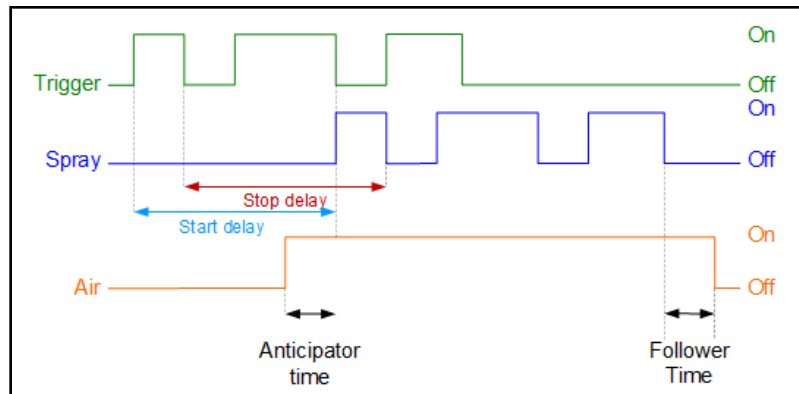 On
Trigger
Off
On
Spray
Off
Stop delay
Start delay
On
Air
Off
Anticipator
time
Follower
Time